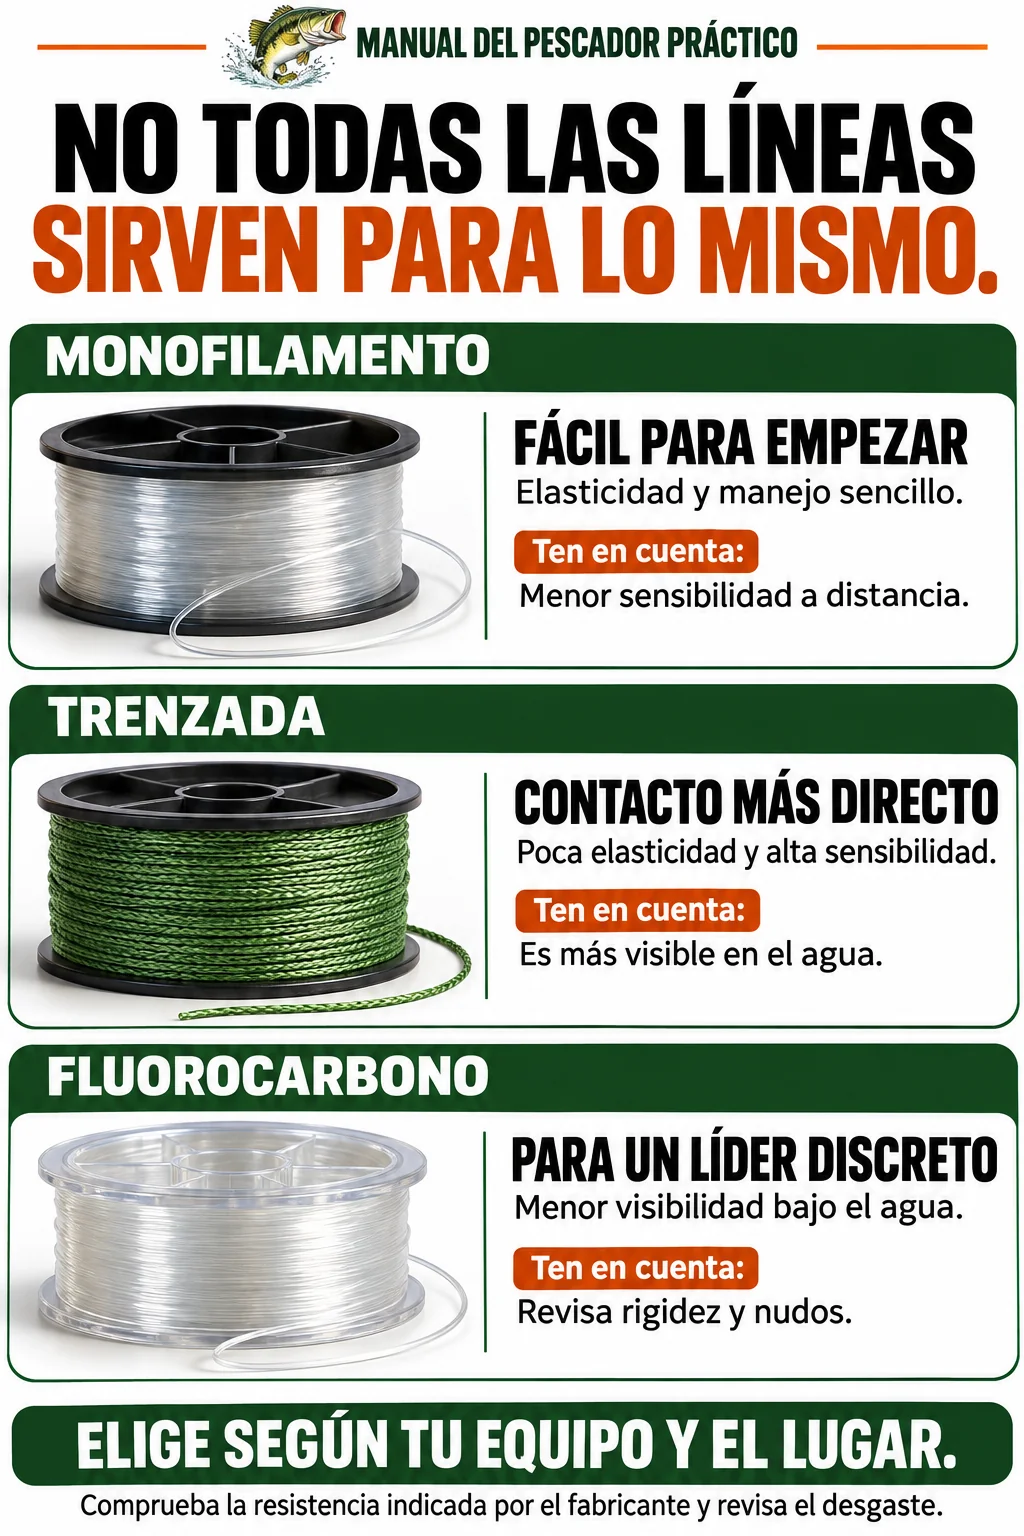 MANUAL DEL PESCADOR PRÁCTICO
NO TODAS LAS LÍNEAS
SIRVEN PARA LO MISMO.
MONOFILAMENTO
FÁCIL PARA EMPEZAR
Elasticidad y manejo sencillo.
Ten en cuenta:
Menor sensibilidad a distancia.
TRENZADA
CONTACTO MÁS DIRECTO
Poca elasticidad y alta sensibilidad.
Ten en cuenta:
Es más visible en el agua.
FLUOROCARBONO
PARA UN LÍDER DISCRETO
Menor visibilidad bajo el agua.
Ten en cuenta:
Revisa rigidez y nudos.
ELIGE SEGÚN TU EQUIPO Y EL LUGAR.
Comprueba la resistencia indicada por el fabricante y revisa el desgaste.